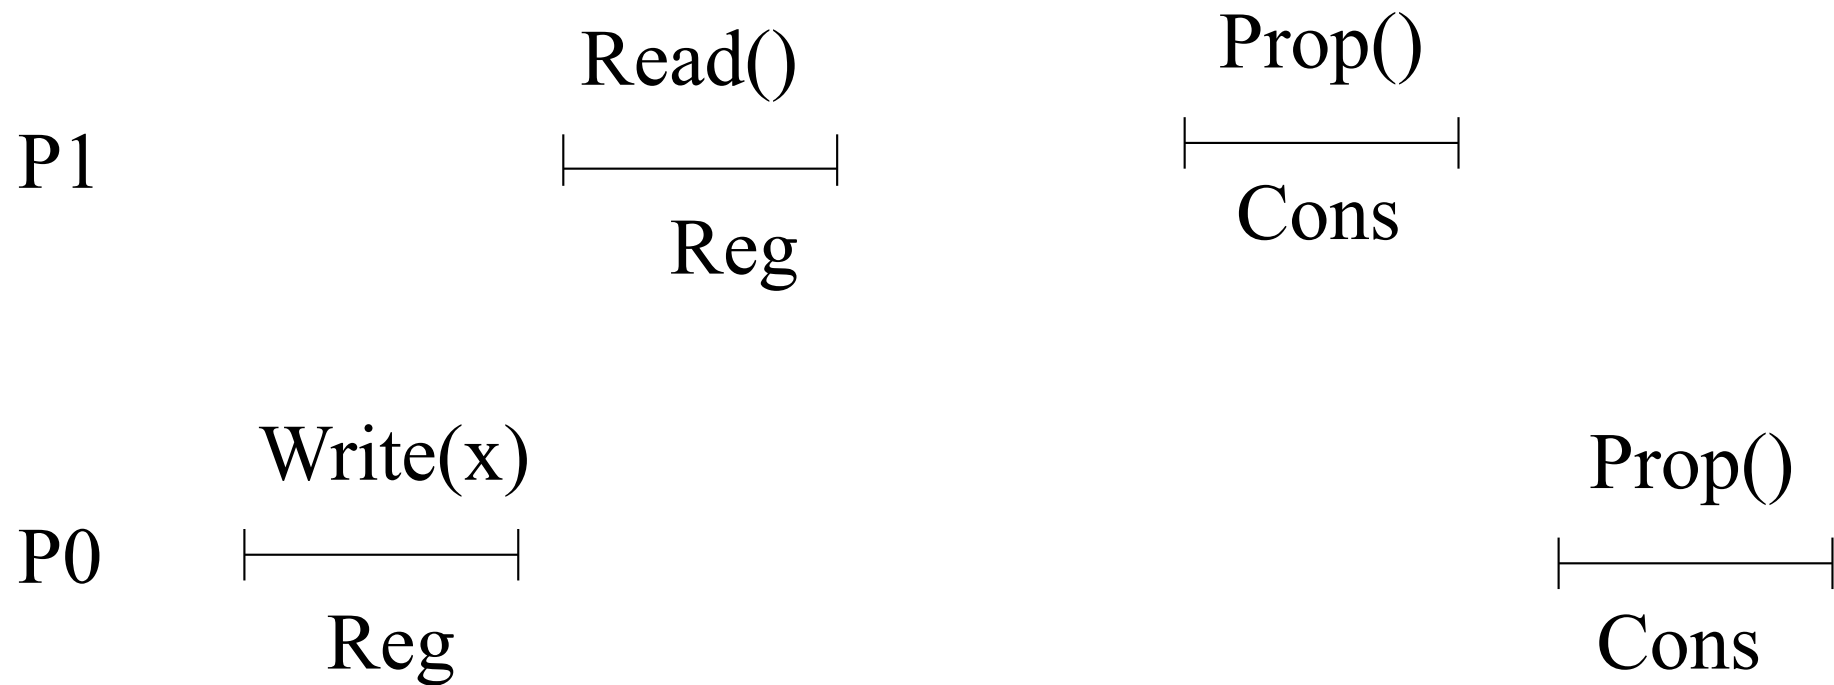 Read() Prop()
P1
Reg Cons
Write(x) Prop()
P0
Reg Cons